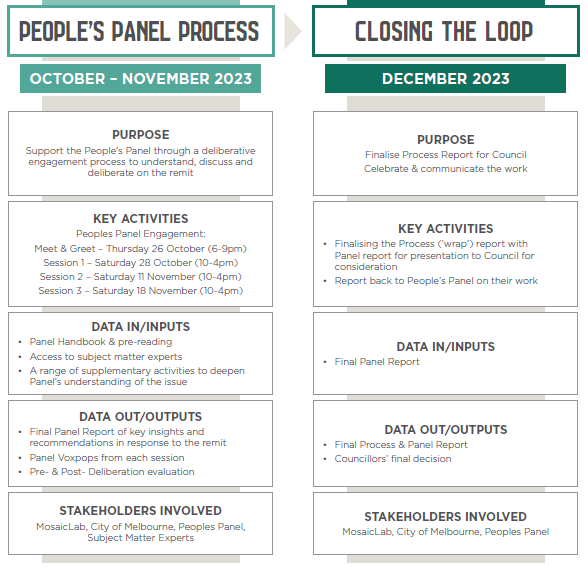 PEOPLE'S PANEL PROCESS
OCTOBER – NOVEMBER 2023
PURPOSE
Support the People's Panel through a deliberative
engagement process to understand, discuss and
deliberate on the remit
KEY ACTIVITIES
Peoples Panel Engagement:
Meet & Greet – Thursday 26 October (6-9pm)
Session 1 – Saturday 28 October (10-4pm)
Session 2 – Saturday 11 November (10-4pm)
Session 3 – Saturday 18 November (10-4pm)
DATA IN/INPUTS
• Panel Handbook & pre-reading
• Access to subject matter experts
• A range of supplementary activities to deepen
Panel's understanding of the issue
DATA OUT/OUTPUTS
• Final Panel Report of key insights and
recommendations in response to the remit
• Panel Voxpops from each session
• Pre- & Post- Deliberation evaluation
STAKEHOLDERS INVOLVED
MosaicLab, City of Melbourne, Peoples Panel,
Subject Matter Experts
CLOSING THE LOOP
DECEMBER 2023
PURPOSE
Finalise Process Report for Council
Celebrate & communicate the work
KEY ACTIVITIES
• Finalising the Process ('wrap') report with
Panel report for presentation to Council for
consideration
• Report back to People's Panel on their work
DATA IN/INPUTS
• Final Panel Report
DATA OUT/OUTPUTS
• Final Process & Panel Report
• Councillors' final decision
STAKEHOLDERS INVOLVED
MosaicLab, City of Melbourne, Peoples Panel